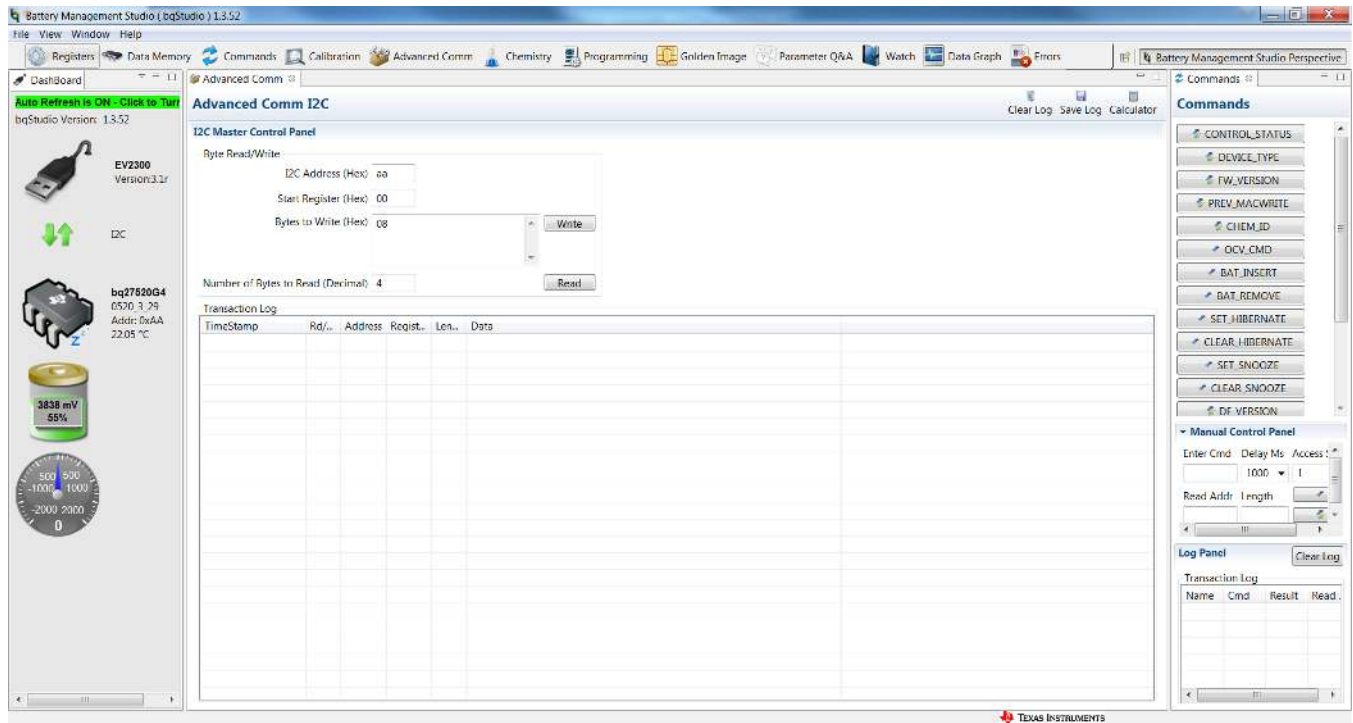 Battery Management Studio ( bqStudio ) 1.3.52
File View Window Help
Registers Data Memory Commands Calibration Advanced Comm Chemistry Programming Golden Image Parameter Q&A Watch Data Graph Errors Battery Management Studio Perspective
DashBoard
Auto Refresh is ON - Click to Turn
bqStudio Version: 1.3.52
EV2300
Version:3.1r
I2C
bq27520G4
0520_3_29
Addr: 0xAA
22.05 °C
Z
3838 mV
55%
500 500
-1000 1000
-2000 2000
0
Advanced Comm
Advanced Comm I2C
Clear Log Save Log Calculator
I2C Master Control Panel
Byte Read/Write
I2C Address (Hex) aa
Start Register (Hex) 00
Bytes to Write (Hex) 08
Write
Number of Bytes to Read (Decimal) 4
Read
Transaction Log
TimeStamp Rd/... Address Regist... Len... Data
Commands
Commands
CONTROL_STATUS
DEVICE_TYPE
FW_VERSION
PREV_MACWRITE
CHEM_ID
OCV_CMD
BAT_INSERT
BAT_REMOVE
SET_HIBERNATE
CLEAR_HIBERNATE
SET_SNOOZE
CLEAR_SNOOZE
DF_VERSION
Manual Control Panel
Enter Cmd Delay Ms Access
1000 1
Read Addr Length
Log Panel
Clear Log
Transaction Log
Name Cmd Result Read
TEXAS INSTRUMENTS